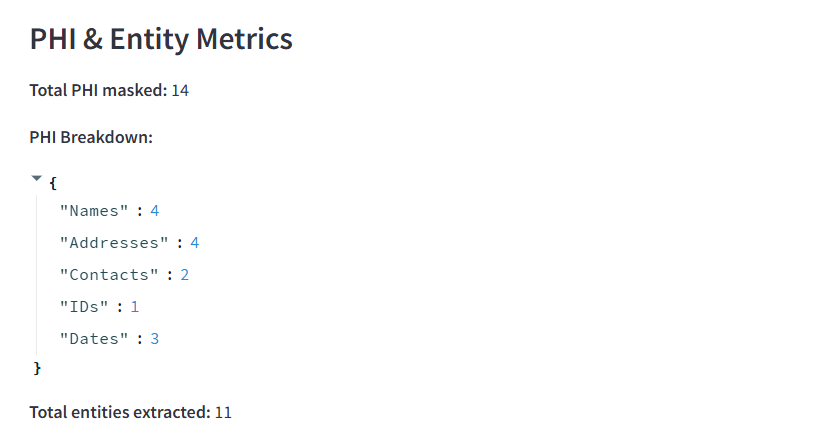 PHI & Entity Metrics
Total PHI masked: 14
PHI Breakdown:
{
"Names" : 4
"Addresses" : 4
"Contacts" : 2
"IDs" : 1
"Dates" : 3
}
Total entities extracted: 11